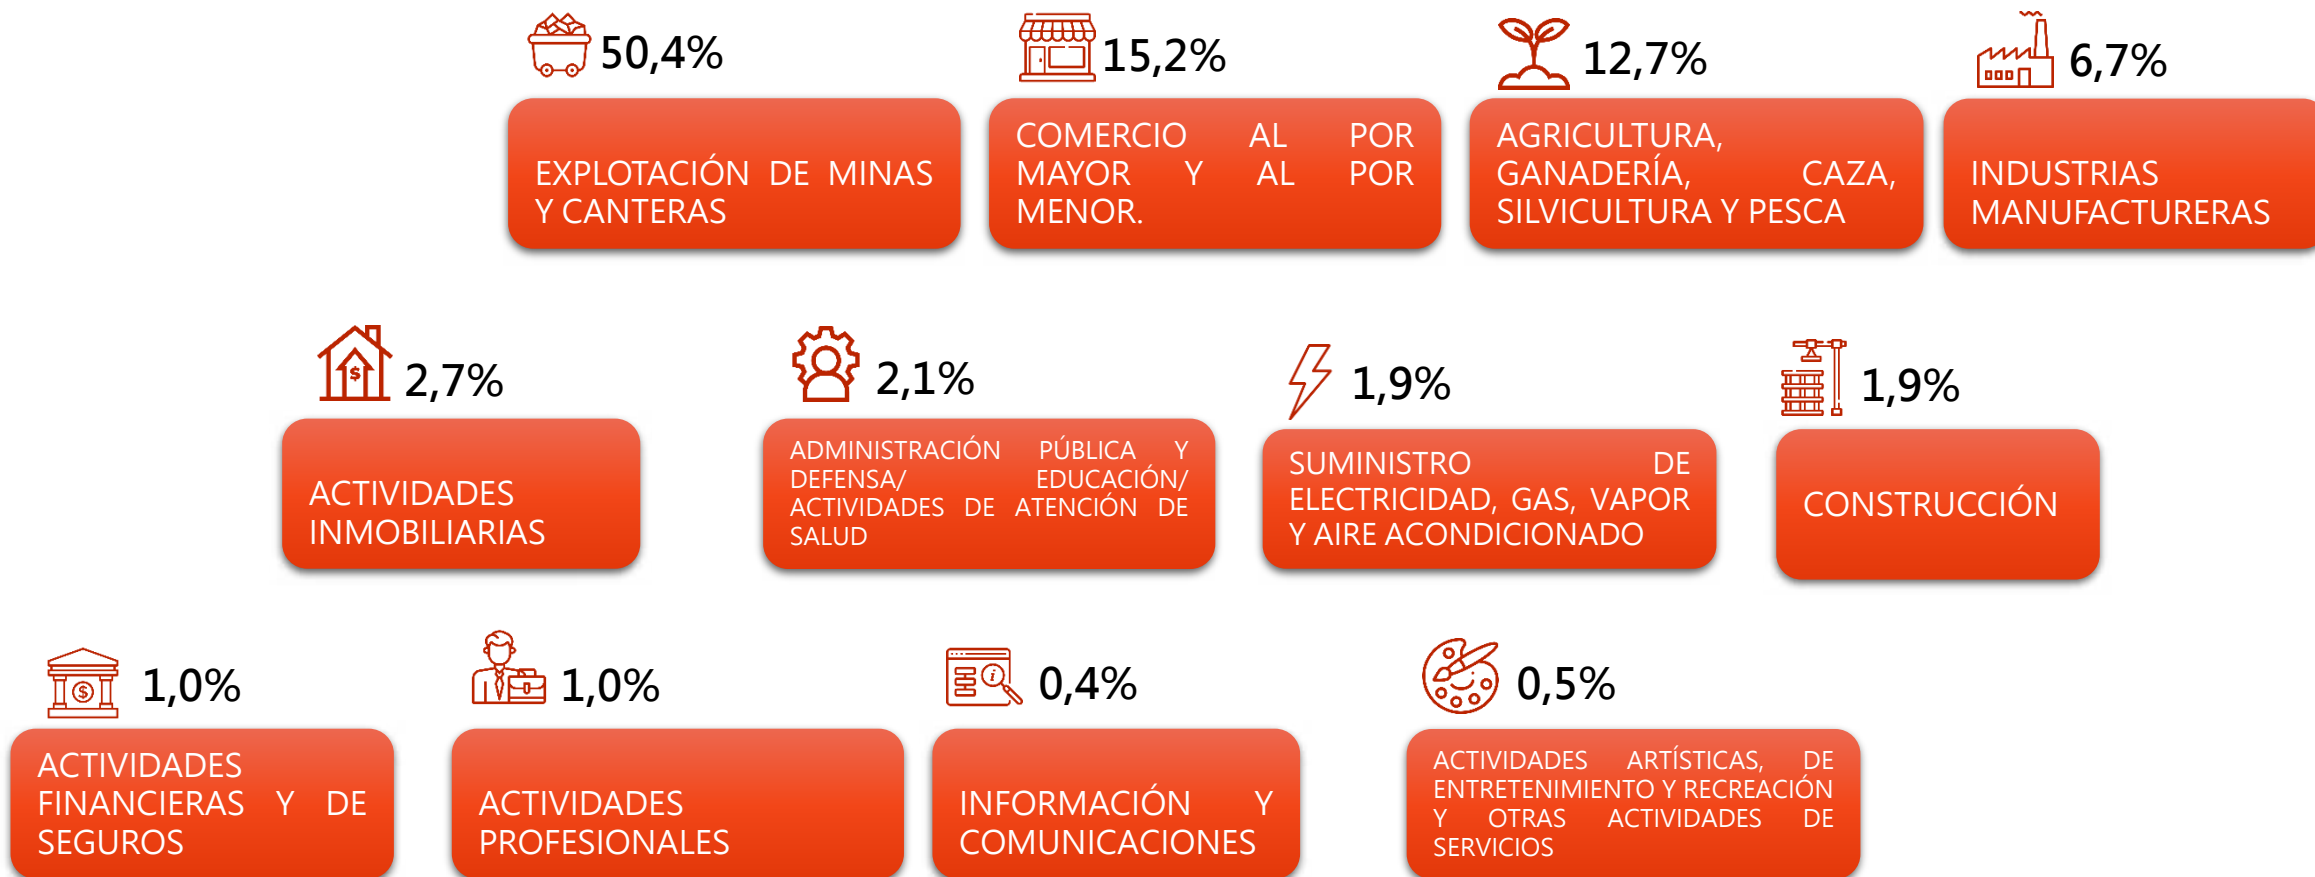 50,4%
EXPLOTACIÓN DE MINAS
Y CANTERAS
15,2%
COMERCIO AL POR
MAYOR Y AL POR
MENOR.
12,7%
AGRICULTURA,
GANADERÍA, CAZA,
SILVICULTURA Y PESCA
6,7%
INDUSTRIAS
MANUFACTURERAS
2,7%
ACTIVIDADES
INMOBILIARIAS
2,1%
ADMINISTRACIÓN PÚBLICA Y
DEFENSA/ EDUCACIÓN/
ACTIVIDADES DE ATENCIÓN DE
SALUD
1,9%
SUMINISTRO DE
ELECTRICIDAD, GAS, VAPOR
Y AIRE ACONDICIONADO
1,9%
CONSTRUCCIÓN
1,0%
ACTIVIDADES
FINANCIERAS Y DE
SEGUROS
1,0%
ACTIVIDADES
PROFESIONALES
0,4%
INFORMACIÓN Y
COMUNICACIONES
0,5%
ACTIVIDADES ARTÍSTICAS, DE
ENTRETENIMIENTO Y RECREACIÓN
Y OTRAS ACTIVIDADES DE
SERVICIOS